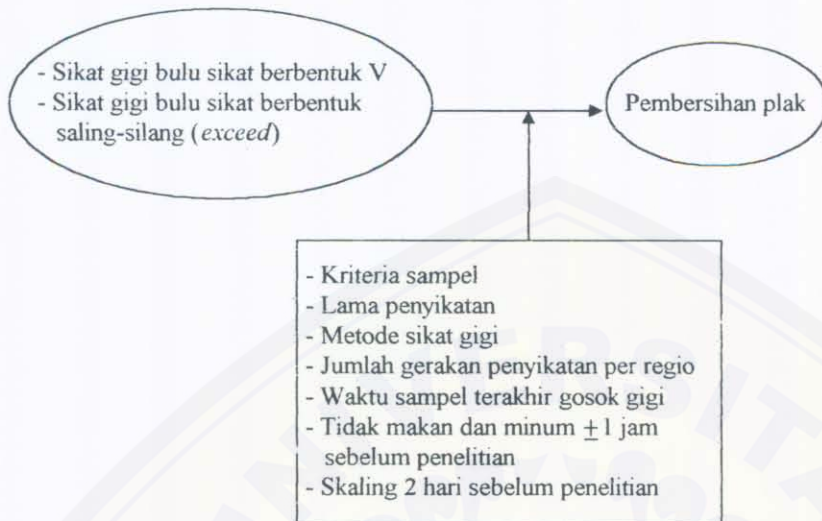 - Sikat gigi bulu sikat berbentuk V
- Sikat gigi bulu sikat berbentuk
saling-silang (exceed)
Pembersihan plak
- Kriteria sampel
- Lama penyikatan
- Metode sikat gigi
- Jumlah gerakan penyikatan per regio
- Waktu sampel terakhir gosok gigi
- Tidak makan dan minum ± 1 jam
sebelum penelitian
- Skaling 2 hari sebelum penelitian